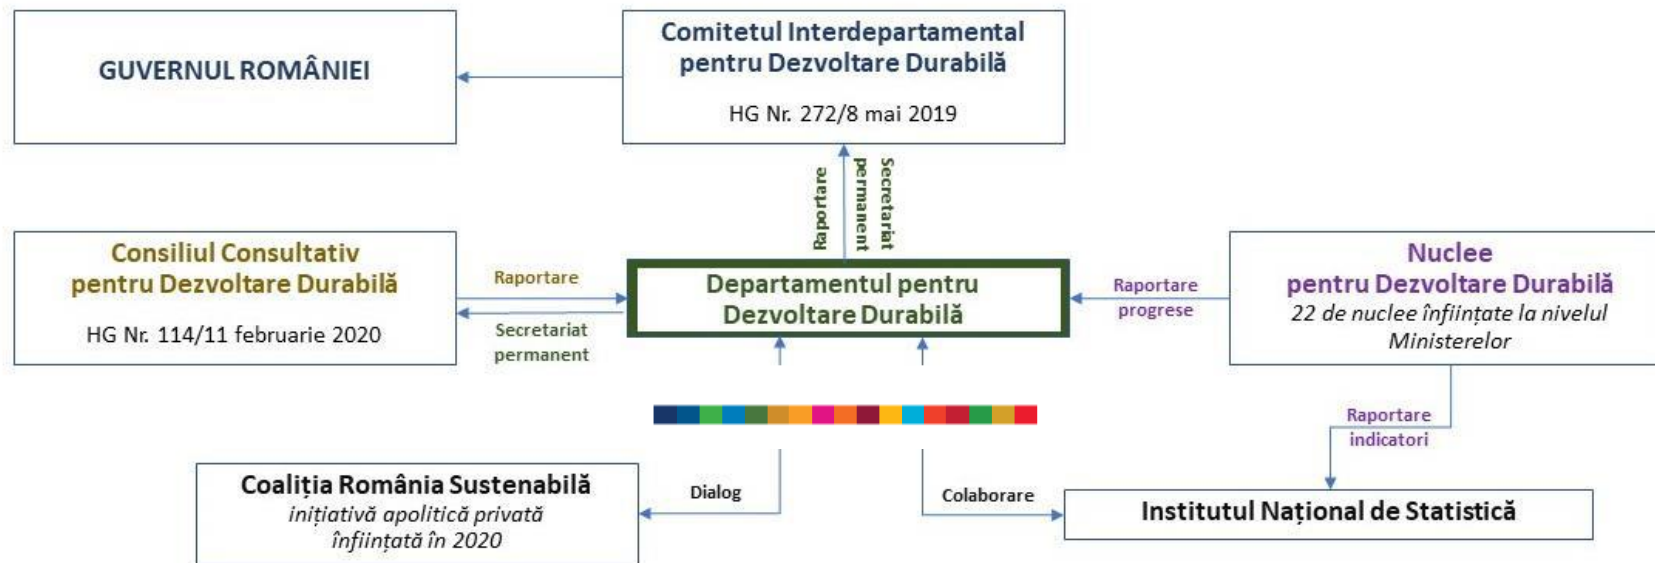 GUVERNUL ROMÂNIEI
Comitetul Interdepartamental
pentru Dezvoltare Durabilă
HG Nr. 272/8 mai 2019
Raportare
Secretariat
permanent
Consiliul Consultativ
pentru Dezvoltare Durabilă
HG Nr. 114/11 februarie 2020
Raportare
Secretariat
permanent
Departamentul pentru
Dezvoltare Durabilă
Raportare
progrese
Nuclee
pentru Dezvoltare Durabilă
22 de nuclee înființate la nivelul
Ministerelor
Raportare
indicatori
Coaliția România Sustenabilă
inițiativă apolitică privată
înființată în 2020
Dialog
Colaborare
Institutul Național de Statistică